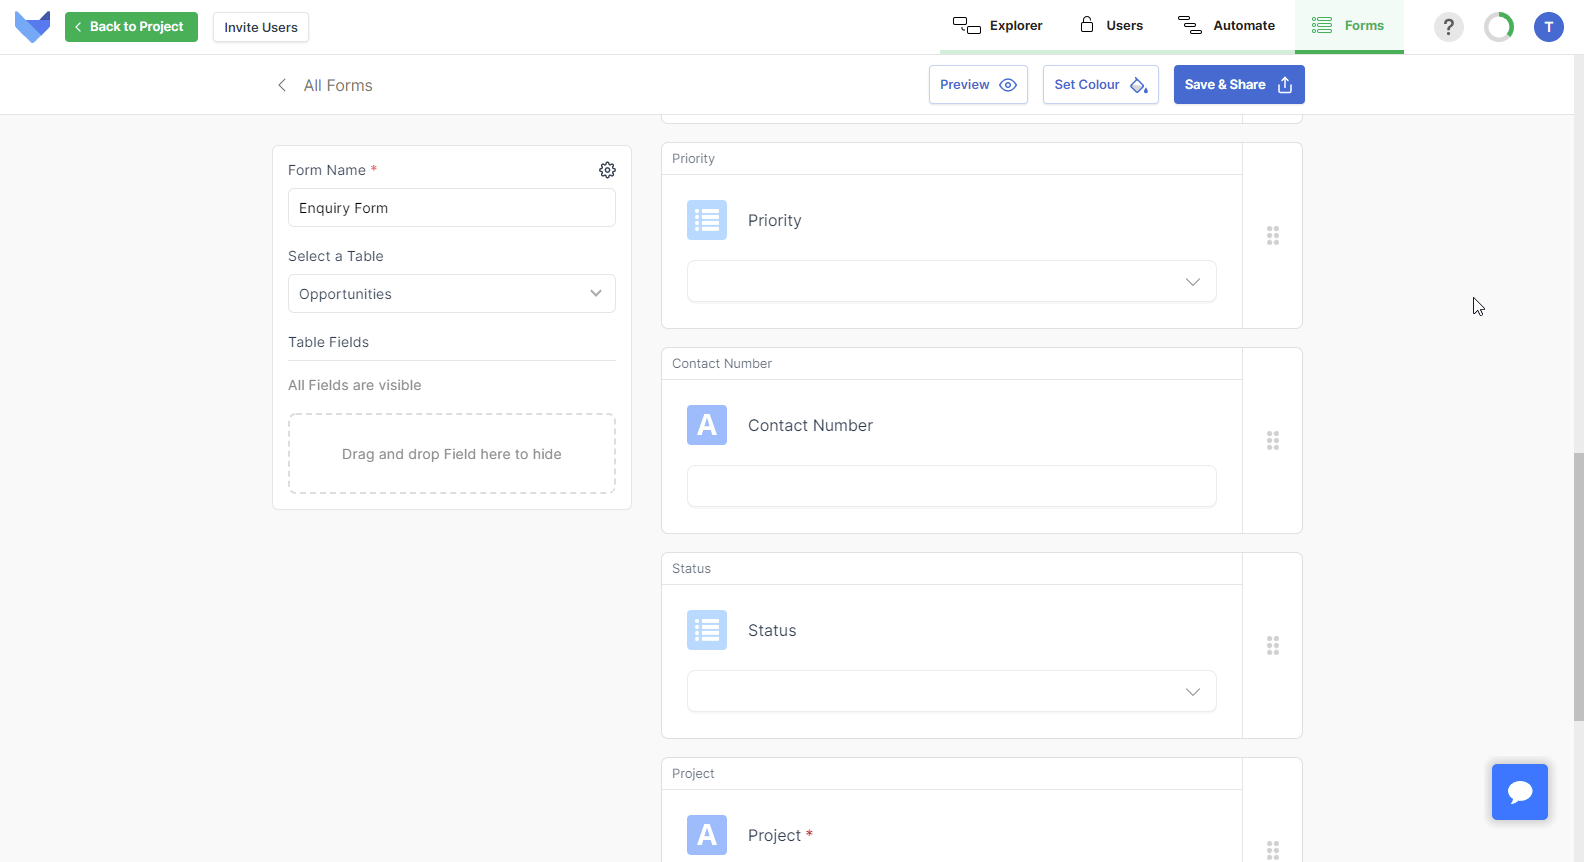 Back to Project
Invite Users
Explorer
Users
Automate
Forms
?
T
All Forms
Preview
Set Colour
Save & Share
Form Name *
Enquiry Form
Select a Table
Opportunities
Table Fields
All Fields are visible
Drag and drop Field here to hide
Priority
Priority
Contact Number
A Contact Number
Status
Status
Project
A Project *